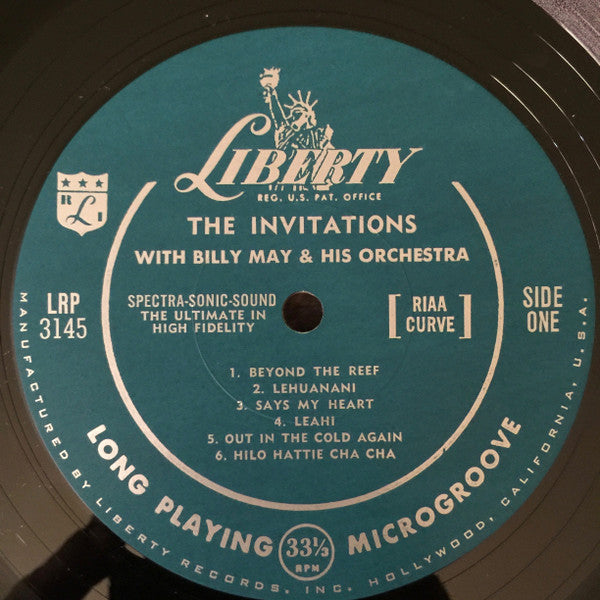 LIBERTY
REG. U.S. PAT. OFFICE
R L I
THE INVITATIONS
WITH BILLY MAY & HIS ORCHESTRA
LRP
3145
SPECTRA-SONIC-SOUND
THE ULTIMATE IN
HIGH FIDELITY
[RIAA
CURVE]
SIDE
ONE
1. BEYOND THE REEF
2. LEHUANANI
3. SAYS MY HEART
4. LEAHI
5. OUT IN THE COLD AGAIN
6. HILO HATTIE CHA CHA
LONG PLAYING 33⅓ RPM MICROGROOVE
MANUFACTURED BY LIBERTY RECORDS, INC. HOLLYWOOD, CALIFORNIA, U.S.A.